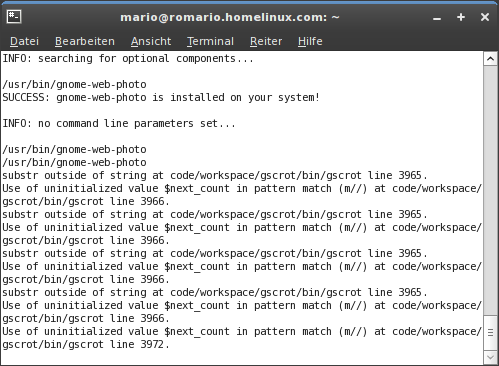 mario@romario.homelinux.com: ~
Datei Bearbeiten Ansicht Terminal Reiter Hilfe
INFO: searching for optional components...
/usr/bin/gnome-web-photo
SUCCESS: gnome-web-photo is installed on your system!
INFO: no command line parameters set...
/usr/bin/gnome-web-photo
/usr/bin/gnome-web-photo
substr outside of string at code/workspace/gscrot/bin/gscrot line 3965.
Use of uninitialized value $next_count in pattern match (m//) at code/workspace/
gscrot/bin/gscrot line 3966.
substr outside of string at code/workspace/gscrot/bin/gscrot line 3965.
Use of uninitialized value $next_count in pattern match (m//) at code/workspace/
gscrot/bin/gscrot line 3966.
substr outside of string at code/workspace/gscrot/bin/gscrot line 3965.
Use of uninitialized value $next_count in pattern match (m//) at code/workspace/
gscrot/bin/gscrot line 3966.
substr outside of string at code/workspace/gscrot/bin/gscrot line 3965.
Use of uninitialized value $next_count in pattern match (m//) at code/workspace/
gscrot/bin/gscrot line 3966.
Use of uninitialized value $next_count in pattern match (m//) at code/workspace/
gscrot/bin/gscrot line 3972.